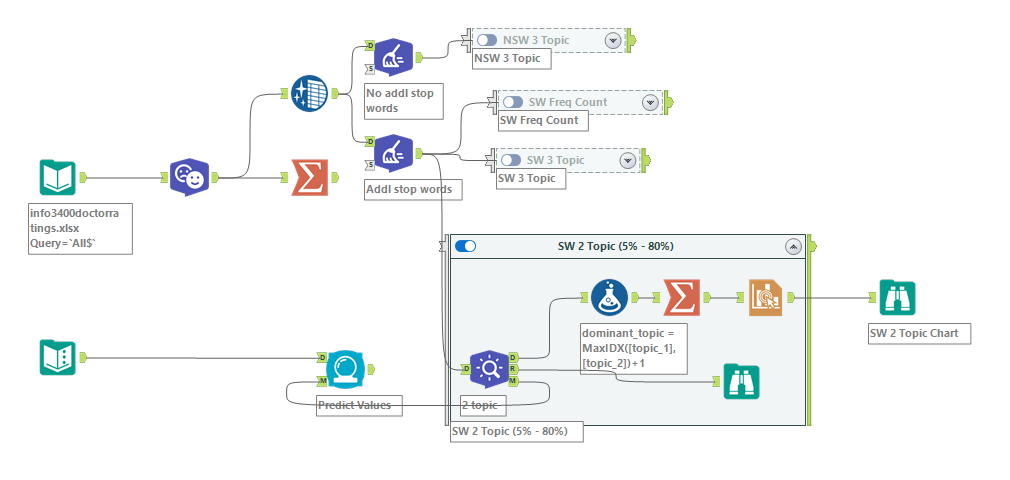 NSW 3 Topic
NSW 3 Topic
D
S
No addl stop
words
SW Freq Count
SW Freq Count
D
S
Addl stop words
SW 3 Topic
SW 3 Topic
info3400doctorra
tings.xlsx
Query=`All$`
SW 2 Topic (5% - 80%)
dominant_topic =
MaxIDX([topic_1],
[topic_2])+1
SW 2 Topic Chart
D
M
Predict Values
D
D
R
M
2 topic
SW 2 Topic (5% - 80%)